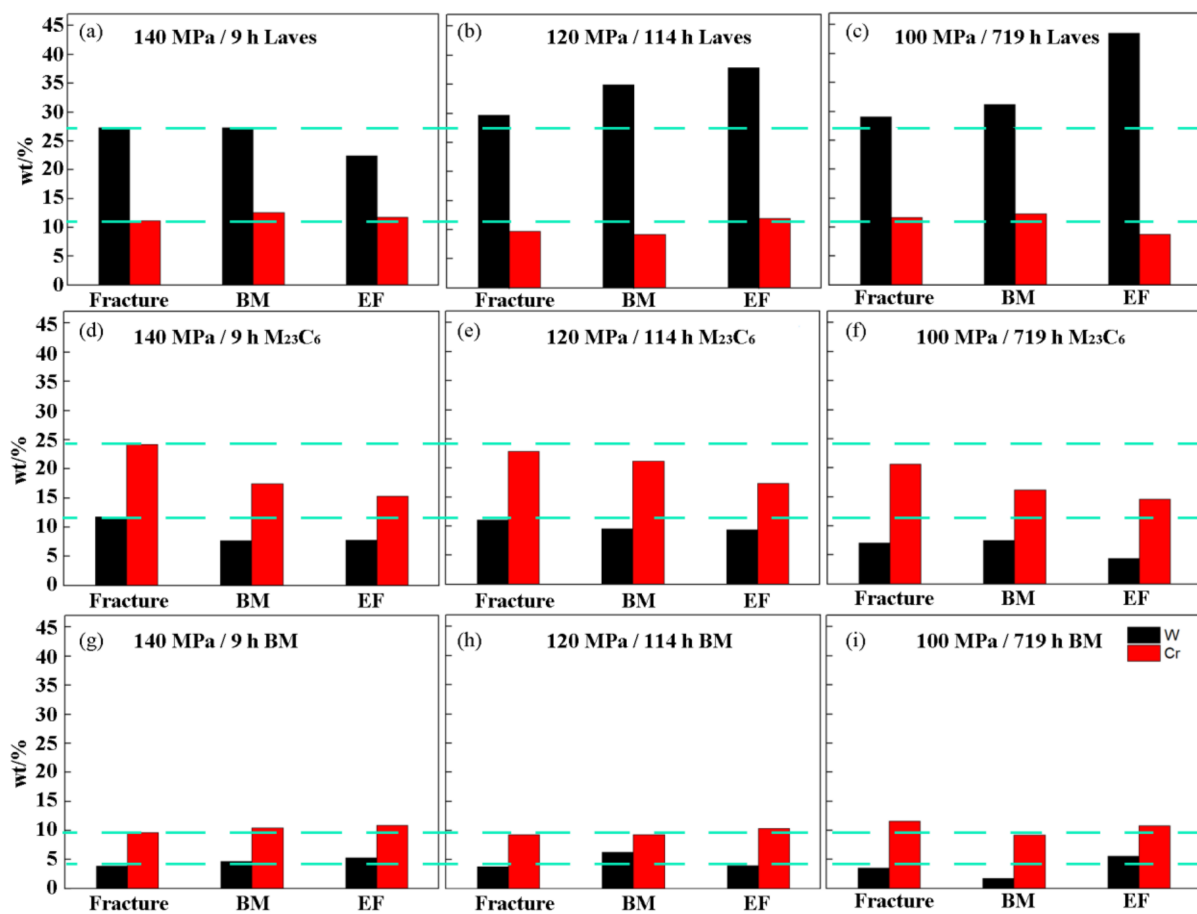 (a) 140 MPa / 9 h Laves
(b) 120 MPa / 114 h Laves
(c) 100 MPa / 719 h Laves
wt/%
45
40
35
30
25
20
15
10
5
0
Fracture BM EF
Fracture BM EF
Fracture BM EF
(d) 140 MPa / 9 h M₂₃C₆
(e) 120 MPa / 114 h M₂₃C₆
(f) 100 MPa / 719 h M₂₃C₆
wt/%
45
40
35
30
25
20
15
10
5
0
Fracture BM EF
Fracture BM EF
Fracture BM EF
(g) 140 MPa / 9 h BM
(h) 120 MPa / 114 h BM
(i) 100 MPa / 719 h BM
W
Cr
wt/%
45
40
35
30
25
20
15
10
5
0
Fracture BM EF
Fracture BM EF
Fracture BM EF